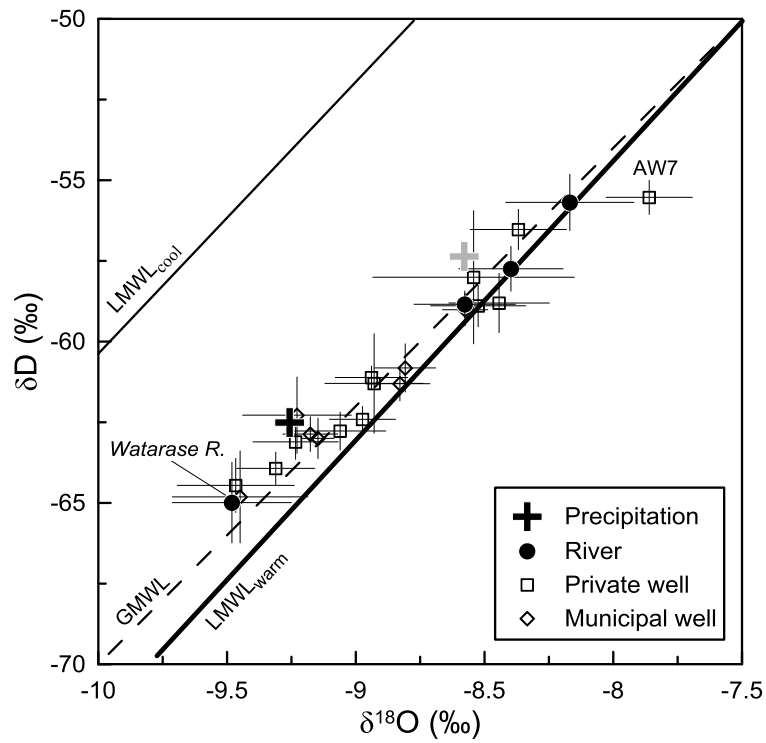 -50
-55
-60
-65
-70
δD (‰)
LMWLcool
AW7
Watarase R.
GMWL
LMWLwarm
Precipitation
River
Private well
Municipal well
-10
-9.5
-9
-8.5
-8
-7.5
δ18O (‰)